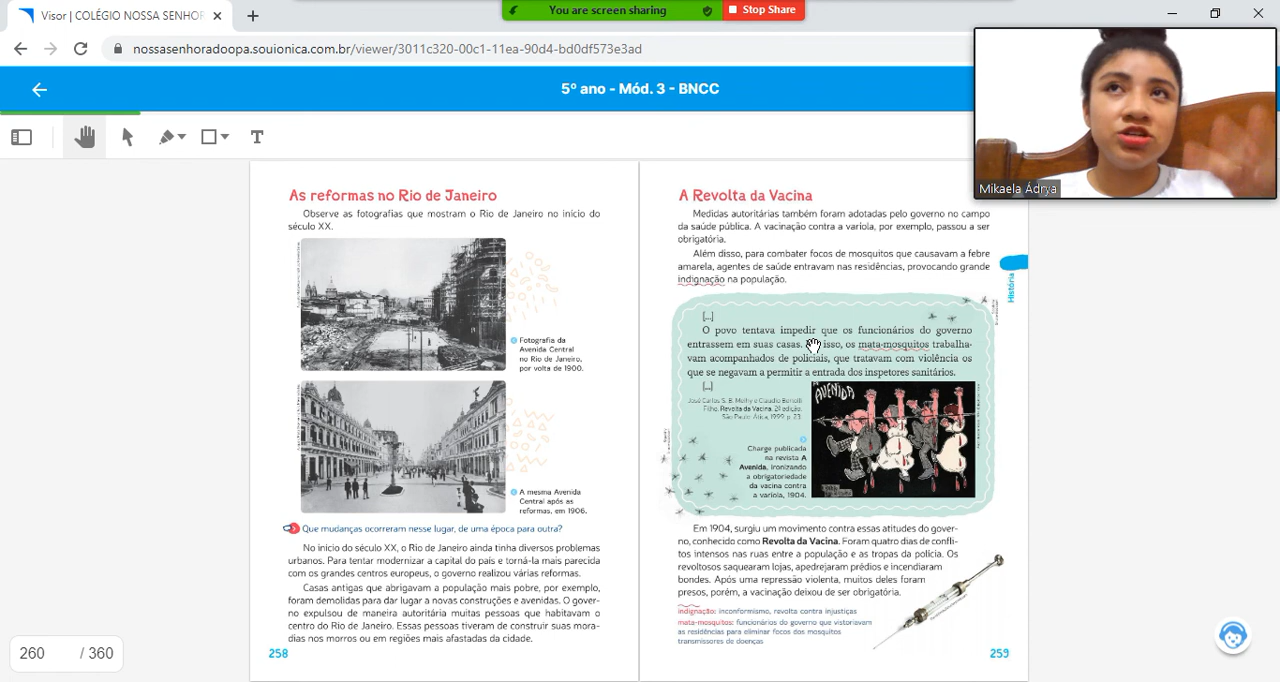 Visor | COLÉGIO NOSSA SENHOR
You are screen sharing
Stop Share
nossasenhoradoopa.souionica.com.br/viewer/3011c320-00c1-11ea-90d4-bd0df573e3ad
5º ano - Mód. 3 - BNCC
T
Mikaela Ádrya
As reformas no Rio de Janeiro
Observe as fotografias que mostram o Rio de Janeiro no início do
século XX.
Fotografia da
Avenida Central
no Rio de Janeiro,
por volta de 1900.
A mesma Avenida
Central após as
reformas, em 1906.
Que mudanças ocorreram nesse lugar, de uma época para outra?
No início do século XX, o Rio de Janeiro ainda tinha diversos problemas
urbanos. Para tentar modernizar a capital do país e torná-la mais parecida
com os grandes centros europeus, o governo realizou várias reformas.
Casas antigas que abrigavam a população mais pobre, por exemplo,
foram demolidas para dar lugar a novas construções e avenidas. O gover-
no expulsou de maneira autoritária muitas pessoas que habitavam o
centro do Rio de Janeiro. Essas pessoas tiveram de construir suas mora-
dias nos morros ou em regiões mais afastadas da cidade.
258
A Revolta da Vacina
Medidas autoritárias também foram adotadas pelo governo no campo
da saúde pública. A vacinação contra a varíola, por exemplo, passou a ser
obrigatória.
Além disso, para combater focos de mosquitos que causavam a febre
amarela, agentes de saúde entravam nas residências, provocando grande
indignação na população.
História
[...]
O povo tentava impedir que os funcionários do governo
entrassem em suas casas. isso, os mata-mosquitos trabalha-
vam acompanhados de policiais, que tratavam com violência os
que se negavam a permitir a entrada dos inspetores sanitários.
[...]
José Carlos S. B. Meihy e Claudio Bertolli
Filho. Revolta da Vacina. 2ª edição.
São Paulo: Ática, 1999. p. 23.
AVENIDA
Charge publicada
na revista A
Avenida, ironizando
a obrigatoriedade
da vacina contra
a varíola, 1904.
Em 1904, surgiu um movimento contra essas atitudes do gover-
no, conhecido como Revolta da Vacina. Foram quatro dias de confli-
tos intensos nas ruas entre a população e as tropas da polícia. Os
revoltosos saquearam lojas, apedrejaram prédios e incendiaram
bondes. Após uma repressão violenta, muitos deles foram
presos, porém, a vacinação deixou de ser obrigatória.
indignação: inconformismo, revolta contra injustiças
mata-mosquitos: funcionários do governo que vistoriavam
as residências para eliminar focos dos mosquitos
transmissores de doenças
259
260 / 360